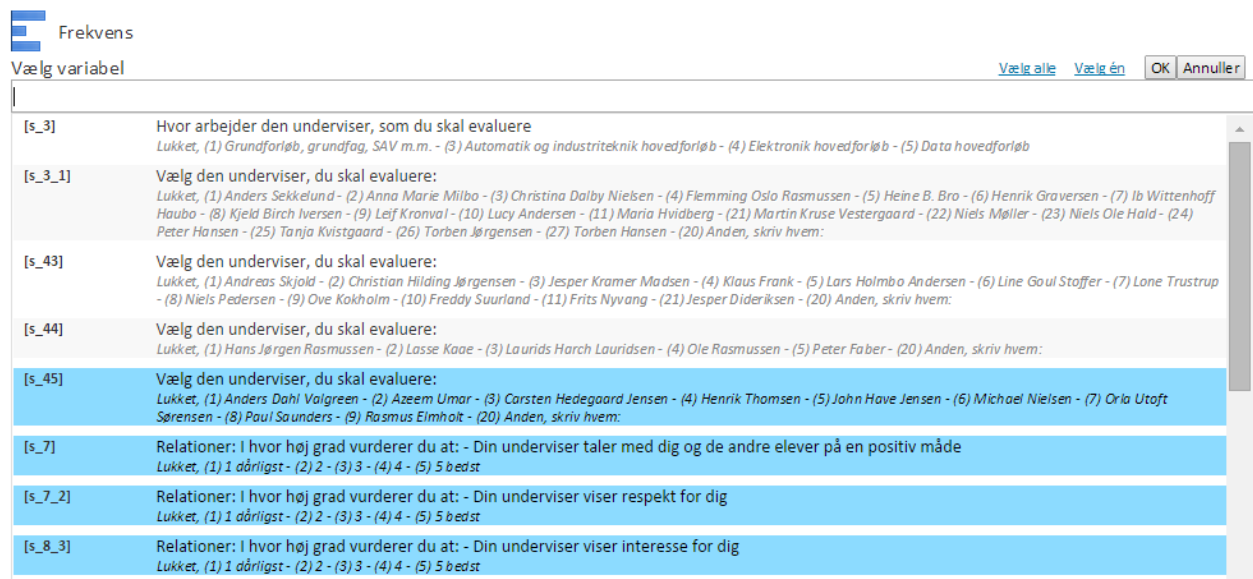 Frekvens
Vælg variabel
Vælg alle Vælg én OK Annuller
[s_3] Hvor arbejder den underviser, som du skal evaluere
Lukket, (1) Grundforløb, grundfag, SAV m.m. - (3) Automatik og industriteknik hovedforløb - (4) Elektronik hovedforløb - (5) Data hovedforløb
[s_3_1] Vælg den underviser, du skal evaluere:
Lukket, (1) Anders Sekkelund - (2) Anna Marie Milbo - (3) Christina Dalby Nielsen - (4) Flemming Oslo Rasmussen - (5) Heine B. Bro - (6) Henrik Graversen - (7) Ib Wittenhoff
Haubo - (8) Kjeld Birch Iversen - (9) Leif Kronval - (10) Lucy Andersen - (11) Maria Hvidberg - (21) Martin Kruse Vestergaard - (22) Niels Møller - (23) Niels Ole Hald - (24)
Peter Hansen - (25) Tanja Kvistgaard - (26) Torben Jørgensen - (27) Torben Hansen - (20) Anden, skriv hvem:
[s_43] Vælg den underviser, du skal evaluere:
Lukket, (1) Andreas Skjold - (2) Christian Hilding Jørgensen - (3) Jesper Kramer Madsen - (4) Klaus Frank - (5) Lars Holmbo Andersen - (6) Line Goul Stoffer - (7) Lone Trustrup
- (8) Niels Pedersen - (9) Ove Kokholm - (10) Freddy Suurland - (11) Frits Nyvang - (21) Jesper Dideriksen - (20) Anden, skriv hvem:
[s_44] Vælg den underviser, du skal evaluere:
Lukket, (1) Hans Jørgen Rasmussen - (2) Lasse Kaae - (3) Laurids Harch Lauridsen - (4) Ole Rasmussen - (5) Peter Faber - (20) Anden, skriv hvem:
[s_45] Vælg den underviser, du skal evaluere:
Lukket, (1) Anders Dahl Valgreen - (2) Azeem Umar - (3) Carsten Hedegaard Jensen - (4) Henrik Thomsen - (5) John Have Jensen - (6) Michael Nielsen - (7) Orla Utoft
Sørensen - (8) Paul Saunders - (9) Rasmus Elmholt - (20) Anden, skriv hvem:
[s_7] Relationer: I hvor høj grad vurderer du at: - Din underviser taler med dig og de andre elever på en positiv måde
Lukket, (1) 1 dårligst - (2) 2 - (3) 3 - (4) 4 - (5) 5 bedst
[s_7_2] Relationer: I hvor høj grad vurderer du at: - Din underviser viser respekt for dig
Lukket, (1) 1 dårligst - (2) 2 - (3) 3 - (4) 4 - (5) 5 bedst
[s_8_3] Relationer: I hvor høj grad vurderer du at: - Din underviser viser interesse for dig
Lukket, (1) 1 dårligst - (2) 2 - (3) 3 - (4) 4 - (5) 5 bedst